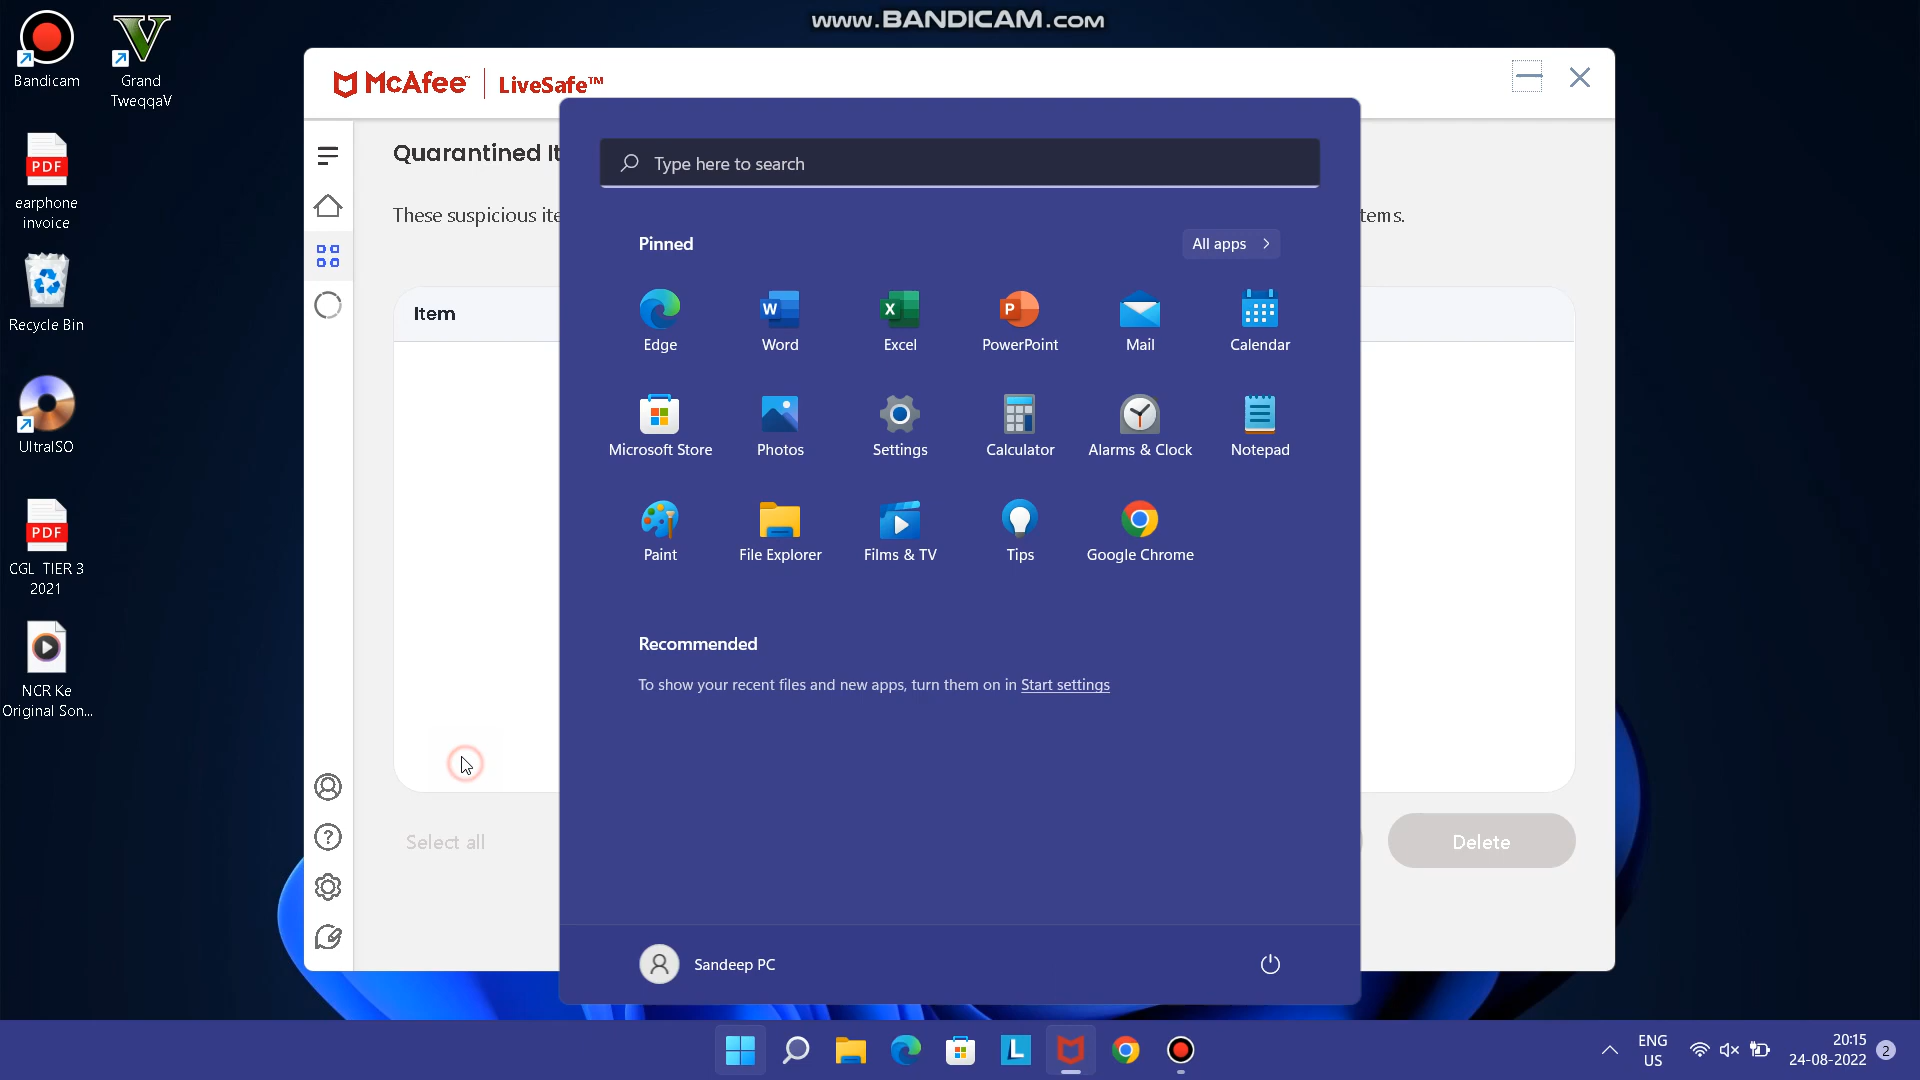 www.BANDICAM.com
Bandicam
Grand
TweqqaV
PDF
earphone
invoice
Recycle Bin
UltraISO
PDF
CGL TIER 3
2021
NCR Ke
Original Son...
McAfee™
LiveSafe™
Quarantined It
These suspicious ite
tems.
Item
Select all
Delete
Type here to search
Pinned
All apps
Edge
Word
Excel
PowerPoint
Mail
Calendar
Microsoft Store
Photos
Settings
Calculator
Alarms & Clock
Notepad
Paint
File Explorer
Films & TV
Tips
Google Chrome
Recommended
To show your recent files and new apps, turn them on in Start settings
Sandeep PC
ENG
US
20:15
24-08-2022
2